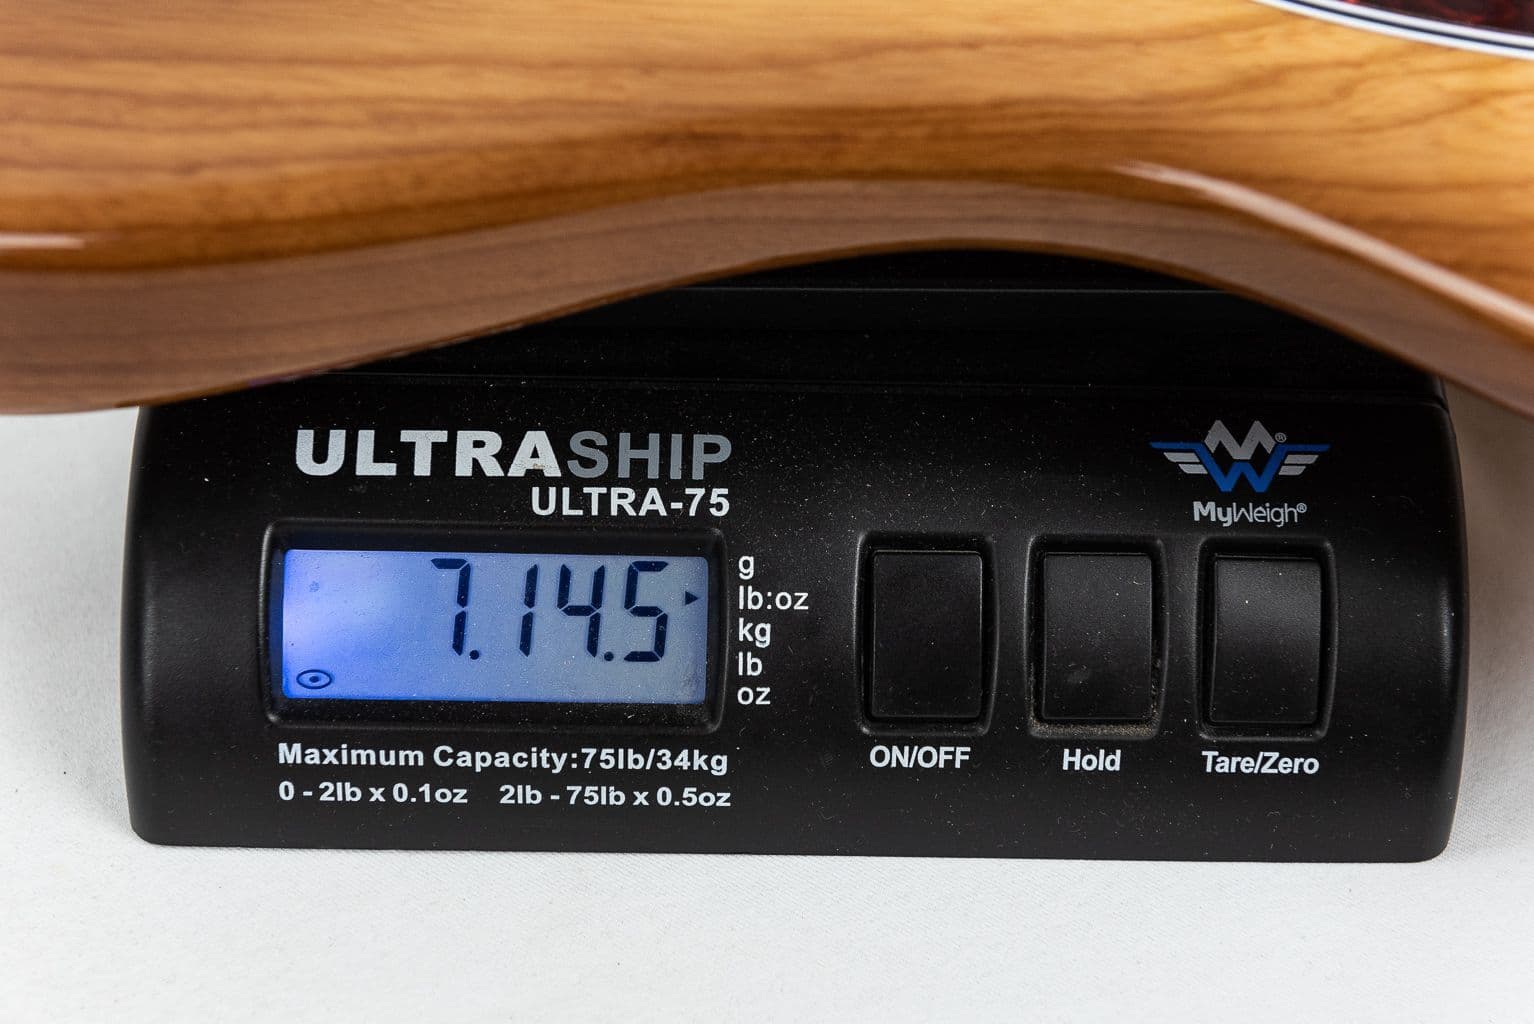 ULTRASHIP
ULTRA-75
MW®
MyWeigh®
7.14.5
g
lb:oz
kg
lb
oz
Maximum Capacity:75lb/34kg
0 - 2lb x 0.1oz 2lb - 75lb x 0.5oz
ON/OFF
Hold
Tare/Zero